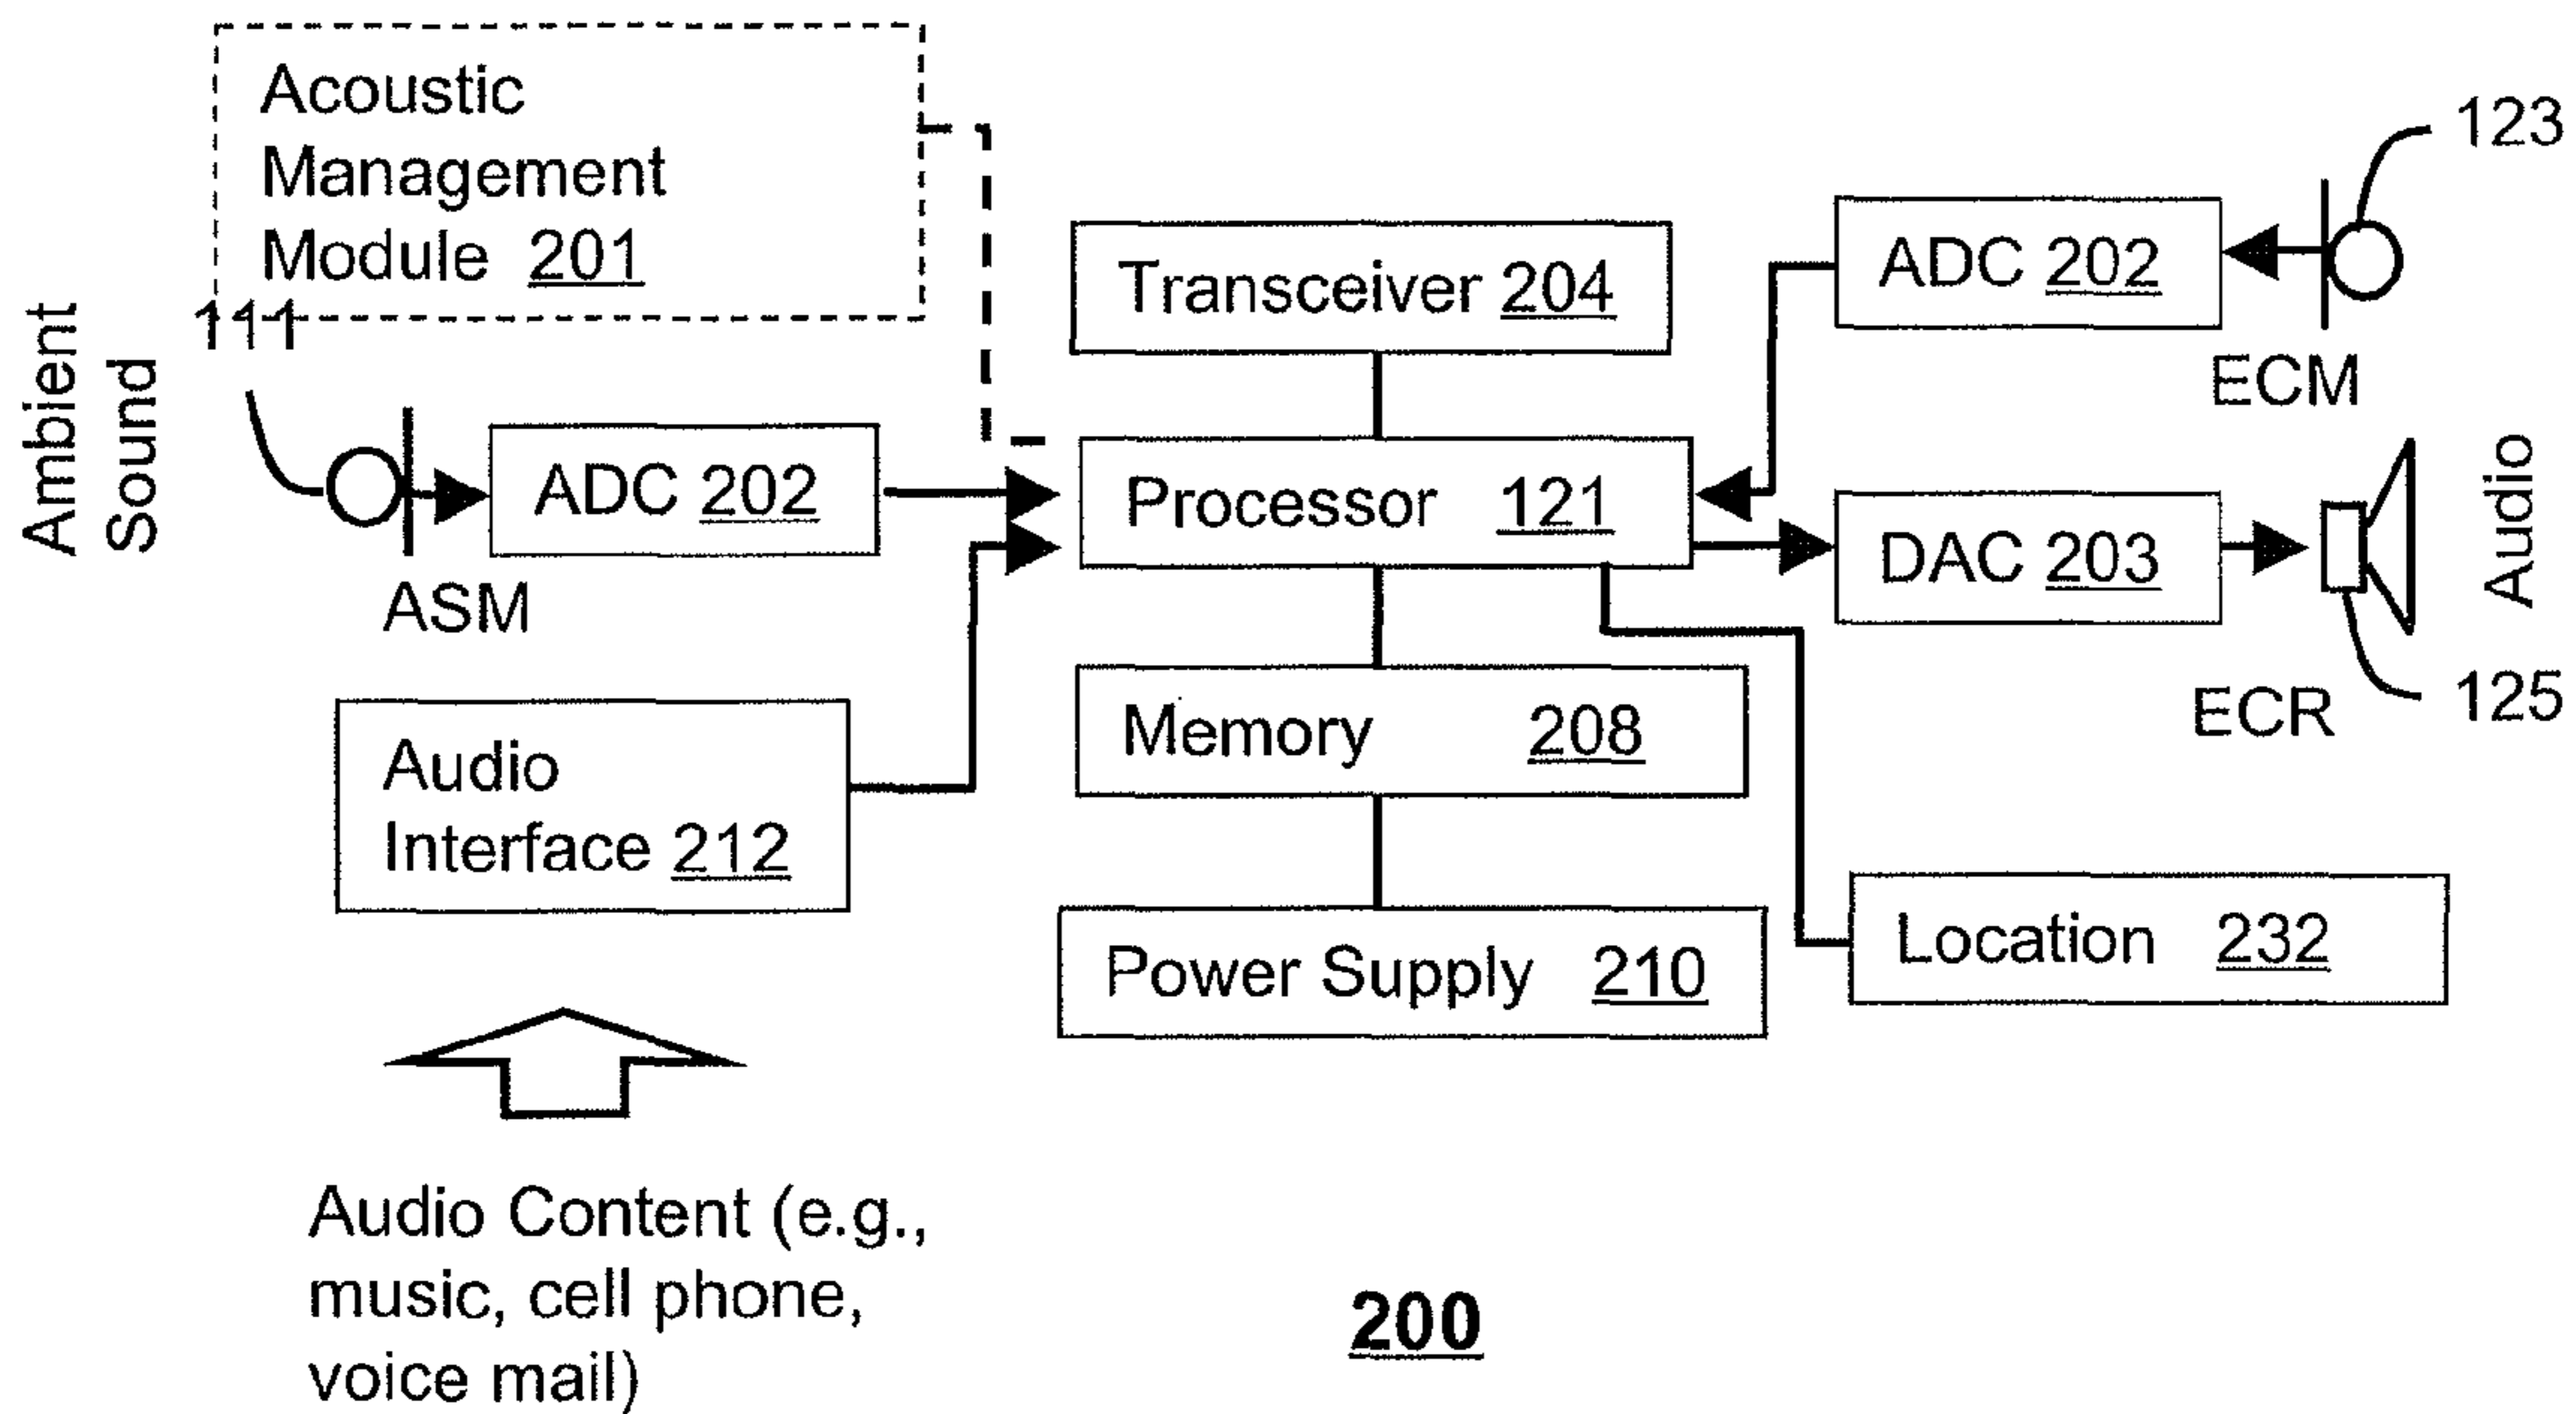 Acoustic
Management
Module 201
Ambient
Sound
111
ADC 202
ASM
Audio
Interface 212
Audio Content (e.g.,
music, cell phone,
voice mail)
Transceiver 204
Processor 121
Memory 208
Power Supply 210
ADC 202
123
ECM
DAC 203
Audio
125
ECR
Location 232
200